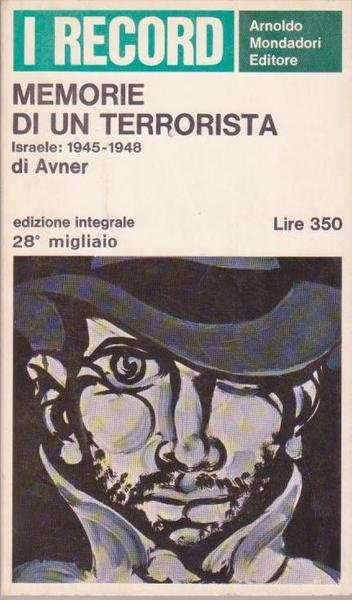 I RECORD
Arnoldo
Mondadori
Editore
MEMORIE
DI UN TERRORISTA
Israele: 1945-1948
di Avner
edizione integrale
28° migliaio
Lire 350